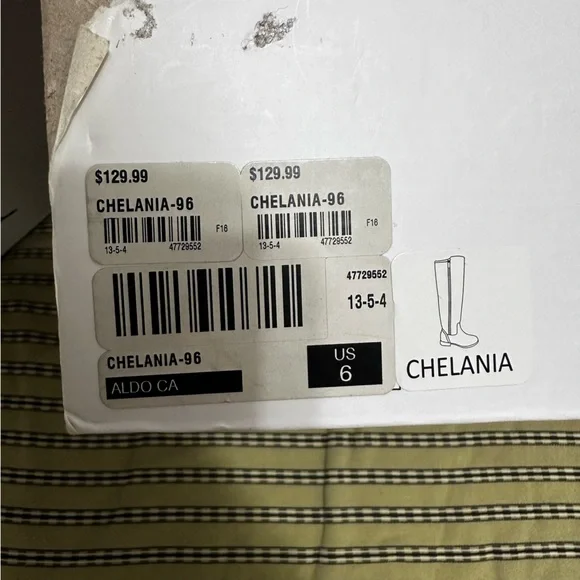 $129.99
CHELANIA-96
F16
13-5-4 47729552
$129.99
CHELANIA-96
F16
13-5-4 47729552
47729552
13-5-4
CHELANIA-96
ALDO CA
US
6
CHELANIA